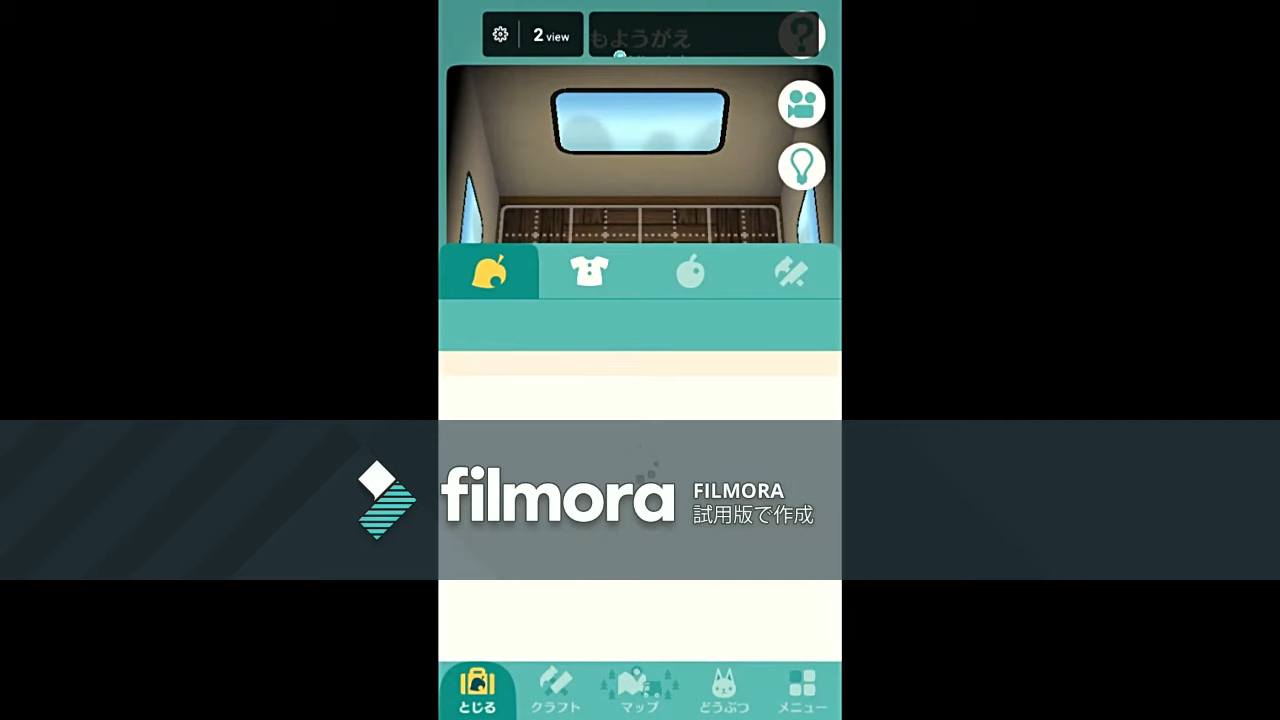 2 view
もようがえ
filmora
FILMORA
試用版で作成
とじる
クラフト
マップ
どうぶつ
メニュー